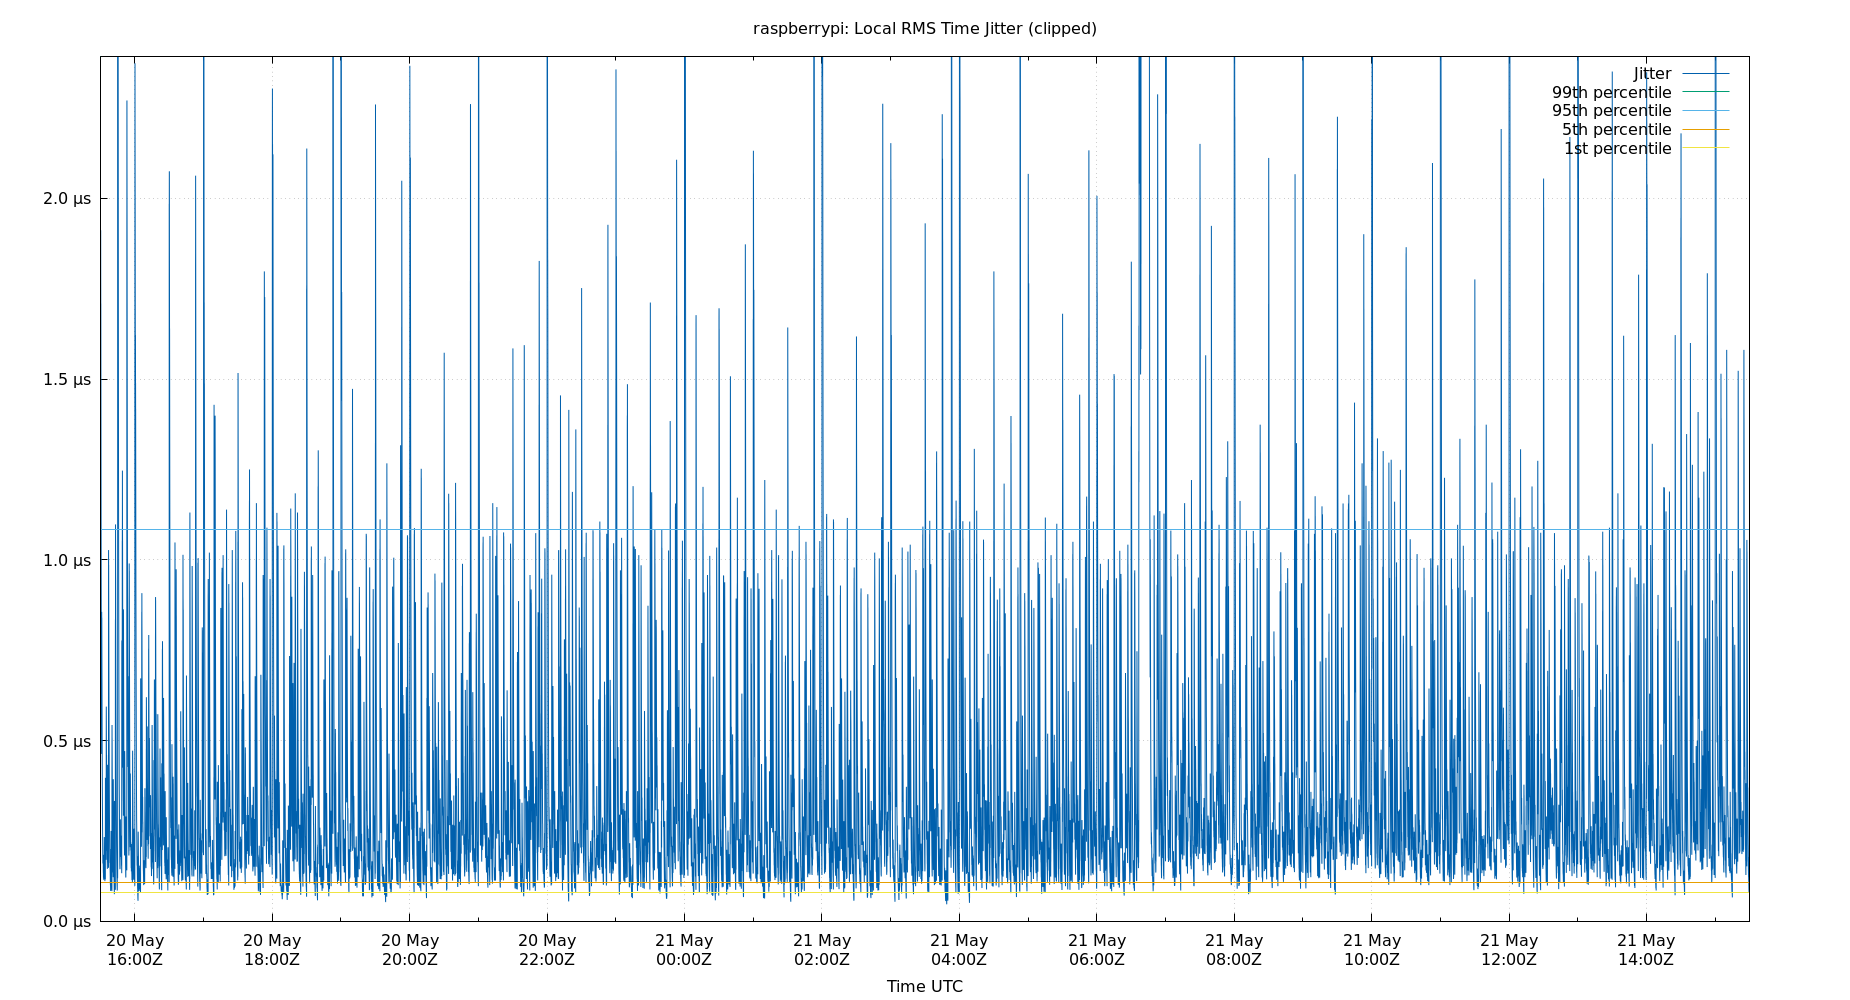 raspberrypi: Local RMS Time Jitter (clipped)
Jitter
99th percentile
95th percentile
5th percentile
1st percentile
2.0 µs
1.5 µs
1.0 µs
0.5 µs
0.0 µs
20 May 20 May 20 May 20 May 21 May 21 May 21 May 21 May 21 May 21 May 21 May 21 May
16:00Z 18:00Z 20:00Z 22:00Z 00:00Z 02:00Z 04:00Z 06:00Z 08:00Z 10:00Z 12:00Z 14:00Z
Time UTC